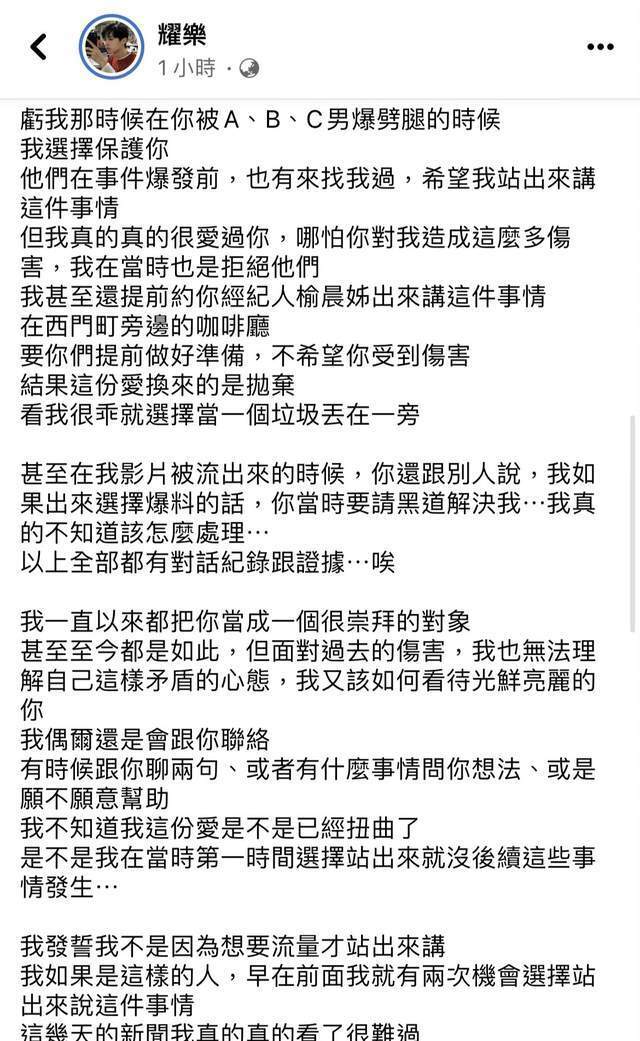 耀樂
1 小時 ·
虧我那時候在你被A、B、C男爆劈腿的時候
我選擇保護你
他們在事件爆發前，也有來找我過，希望我站出來講
這件事情
但我真的真的很愛過你，哪怕你對我造成這麼多傷
害，我在當時也是拒絕他們
我甚至還提前約你經紀人榆晨姊出來講這件事情
在西門町旁邊的咖啡廳
要你們提前做好準備，不希望你受到傷害
結果這份愛換來的是拋棄
看我很乖就選擇當一個垃圾丟在一旁
甚至在我影片被流出來的時候，你還跟別人說，我如
果出來選擇爆料的話，你當時要請黑道解決我⋯我真
的不知道該怎麼處理⋯
以上全部都有對話紀錄跟證據⋯唉
我一直以來都把你當成一個很崇拜的對象
甚至至今都是如此，但面對過去的傷害，我也無法理
解自己這樣矛盾的心態，我又該如何看待光鮮亮麗的
你
我偶爾還是會跟你聯絡
有時候跟你聊兩句、或者有什麼事情問你想法、或是
願不願意幫助
我不知道我這份愛是不是已經扭曲了
是不是我在當時第一時間選擇站出來就沒後續這些事
情發生⋯
我發誓我不是因為想要流量才站出來講
我如果是這樣的人，早在前面我就有兩次機會選擇站
出來說這件事情
這幾天的新聞我真的真的看了很難過